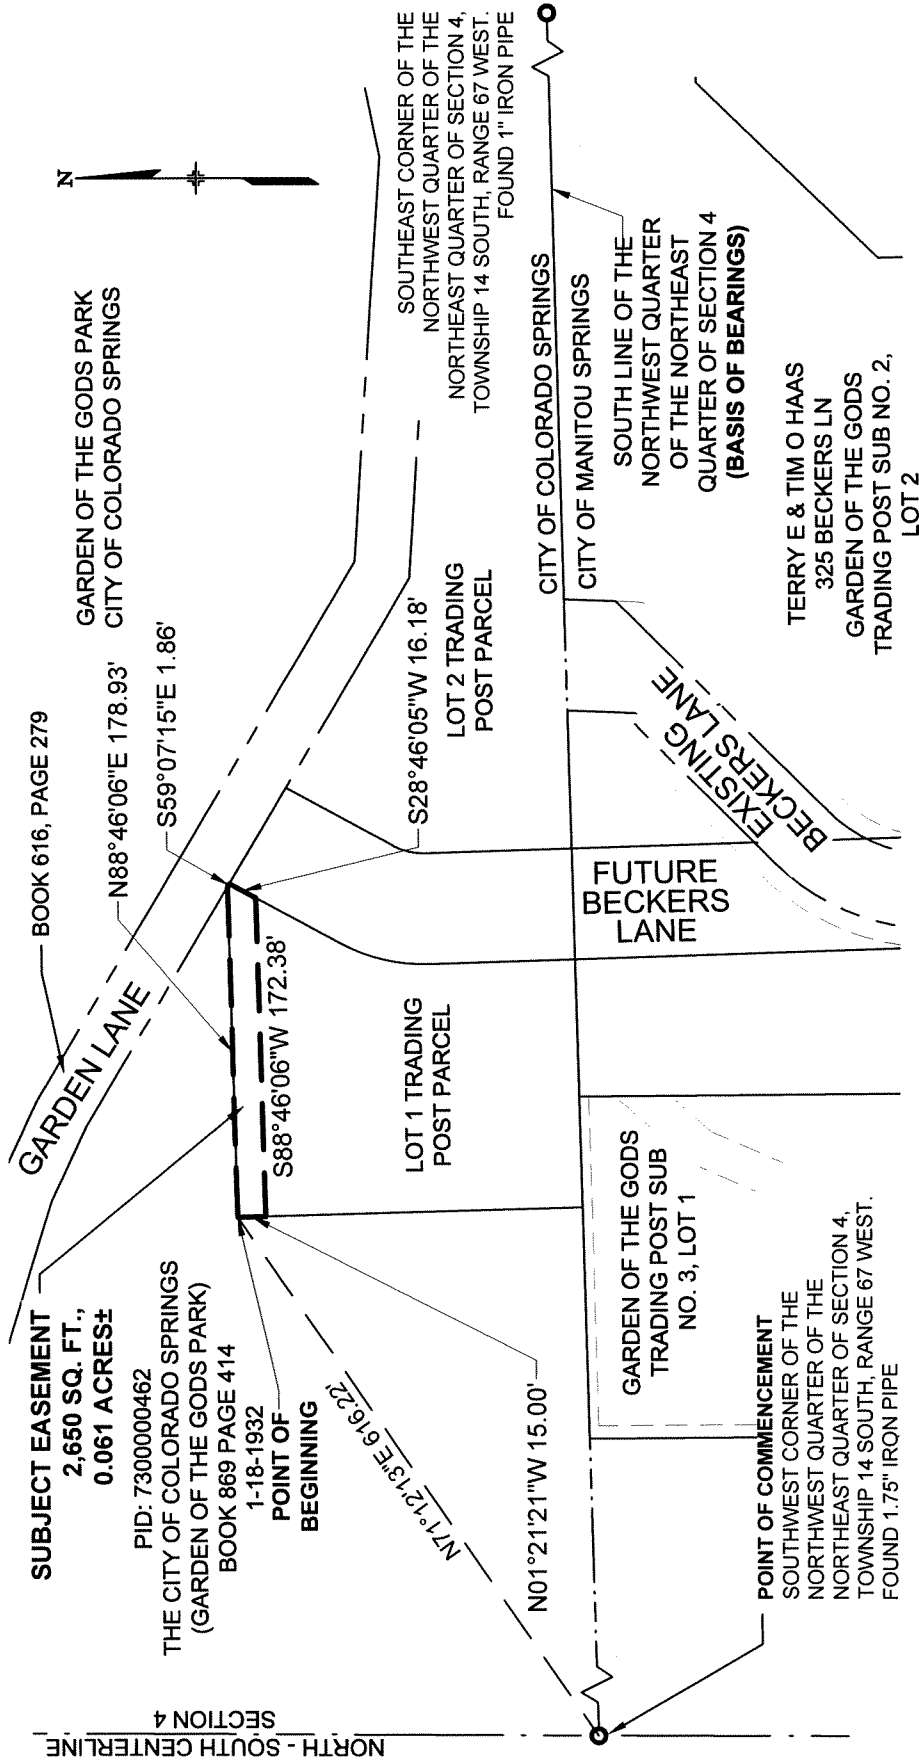 NORTH - SOUTH CENTERLINE
SECTION 4
SUBJECT EASEMENT
2,650 SQ. FT.,
0.061 ACRES±
PID: 7300000462
THE CITY OF COLORADO SPRINGS
(GARDEN OF THE GODS PARK)
BOOK 869 PAGE 414
1-18-1932
POINT OF
BEGINNING
N71°12'13"E 616.22'
N01°21'21"W 15.00'
POINT OF COMMENCEMENT
SOUTHWEST CORNER OF THE
NORTHWEST QUARTER OF THE
NORTHEAST QUARTER OF SECTION 4,
TOWNSHIP 14 SOUTH, RANGE 67 WEST.
FOUND 1.75" IRON PIPE
GARDEN LANE
BOOK 616, PAGE 279
N88°46'06"E 178.93'
S59°07'15"E 1.86'
S88°46'06"W 172.38'
S28°46'05"W 16.18'
LOT 1 TRADING
POST PARCEL
LOT 2 TRADING
POST PARCEL
GARDEN OF THE GODS
TRADING POST SUB
NO. 3, LOT 1
FUTURE
BECKERS
LANE
EXISTING
BECKERS LANE
GARDEN OF THE GODS PARK
CITY OF COLORADO SPRINGS
N
SOUTHEAST CORNER OF THE
NORTHWEST QUARTER OF THE
NORTHEAST QUARTER OF SECTION 4,
TOWNSHIP 14 SOUTH, RANGE 67 WEST.
FOUND 1" IRON PIPE
CITY OF COLORADO SPRINGS
CITY OF MANITOU SPRINGS
SOUTH LINE OF THE
NORTHWEST QUARTER
OF THE NORTHEAST
QUARTER OF SECTION 4
(BASIS OF BEARINGS)
TERRY E & TIM O HAAS
325 BECKERS LN
GARDEN OF THE GODS
TRADING POST SUB NO. 2,
LOT 2